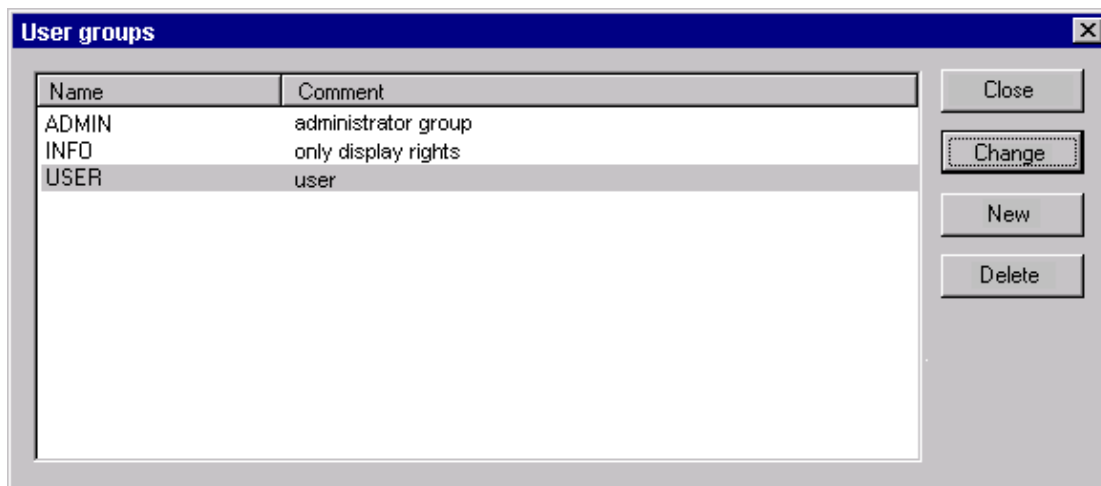 User groups
Name Comment Close
ADMIN administrator group
INFO only display rights Change
USER user
New
Delete